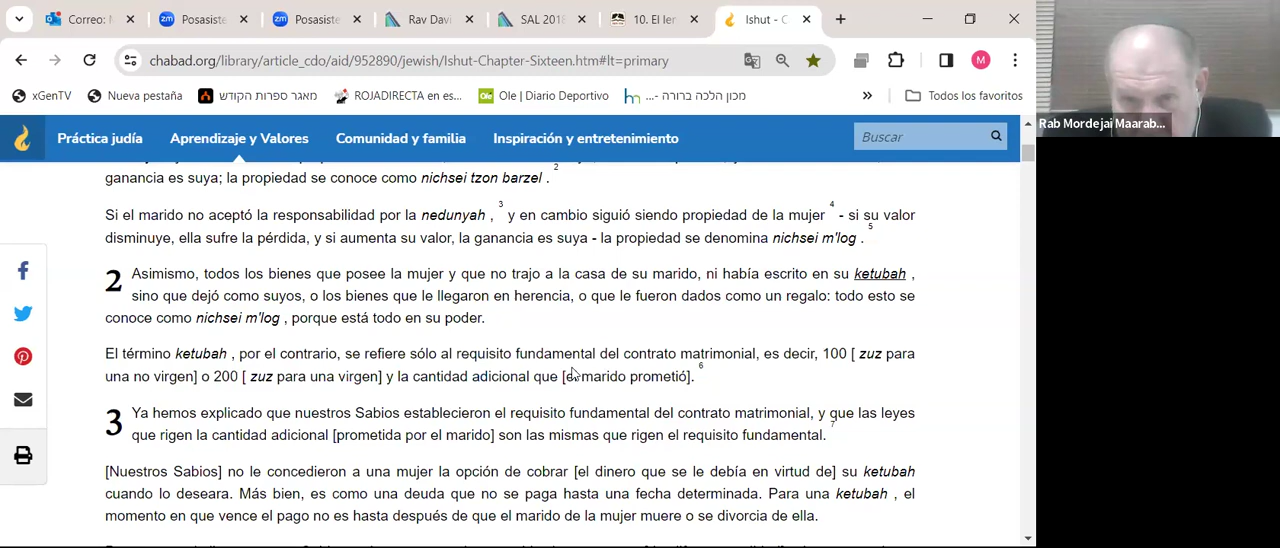 Correo: M
Posasiste
Posasiste
Rav Davi
SAL 2018
10. El ler
Ishut - C
chabad.org/library/article_cdo/aid/952890/jewish/Ishut-Chapter-Sixteen.htm#lt=primary
M
xGenTV
Nueva pestaña
מאגר ספרות הקודש
ROJADIRECTA en es...
Ole | Diario Deportivo
מכון הלכה ברורה -...
»
Todos los favoritos
Práctica judía
Aprendizaje y Valores
Comunidad y familia
Inspiración y entretenimiento
Buscar
Rab Mordejai Maarab...
ganancia es suya; la propiedad se conoce como nichsei tzon barzel . 2
Si el marido no aceptó la responsabilidad por la nedunyah , 3 y en cambio siguió siendo propiedad de la mujer 4 - si su valor
disminuye, ella sufre la pérdida, y si aumenta su valor, la ganancia es suya - la propiedad se denomina nichsei m'log . 5
2 Asimismo, todos los bienes que posee la mujer y que no trajo a la casa de su marido, ni había escrito en su ketubah ,
sino que dejó como suyos, o los bienes que le llegaron en herencia, o que le fueron dados como un regalo: todo esto se
conoce como nichsei m'log , porque está todo en su poder.
El término ketubah , por el contrario, se refiere sólo al requisito fundamental del contrato matrimonial, es decir, 100 [ zuz para
una no virgen] o 200 [ zuz para una virgen] y la cantidad adicional que [el marido prometió]. 6
3 Ya hemos explicado que nuestros Sabios establecieron el requisito fundamental del contrato matrimonial, y que las leyes
que rigen la cantidad adicional [prometida por el marido] son las mismas que rigen el requisito fundamental. 7
[Nuestros Sabios] no le concedieron a una mujer la opción de cobrar [el dinero que se le debía en virtud de] su ketubah
cuando lo deseara. Más bien, es como una deuda que no se paga hasta una fecha determinada. Para una ketubah , el
momento en que vence el pago no es hasta después de que el marido de la mujer muere o se divorcia de ella.